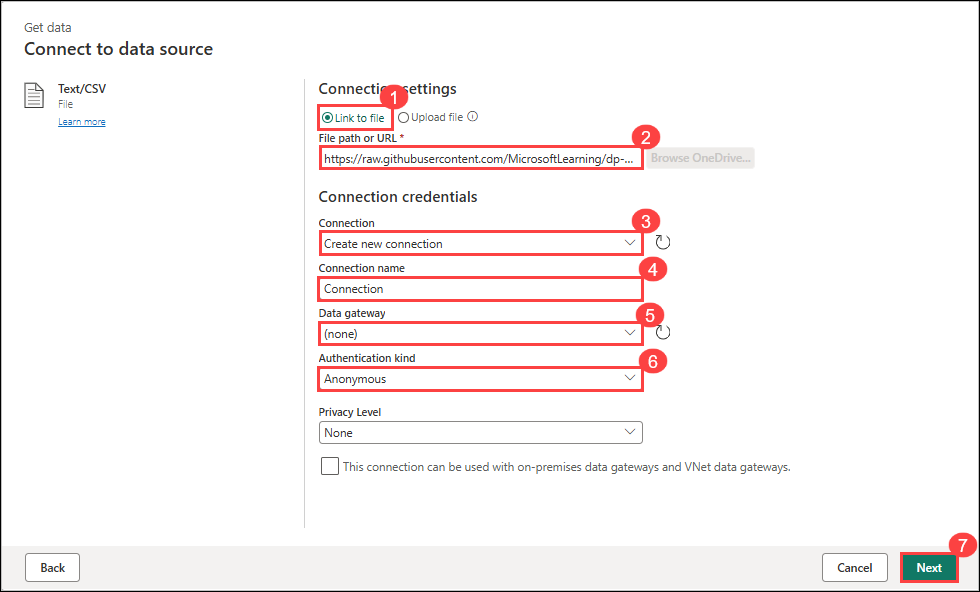 Get data
Connect to data source
Text/CSV
File
Learn more
Connection settings
1
Link to file
Upload file
File path or URL *
2
https://raw.githubusercontent.com/MicrosoftLearning/dp-...
Browse OneDrive...
Connection credentials
Connection
3
Create new connection
Connection name
4
Connection
Data gateway
5
(none)
Authentication kind
6
Anonymous
Privacy Level
None
This connection can be used with on-premises data gateways and VNet data gateways.
7
Back
Cancel
Next